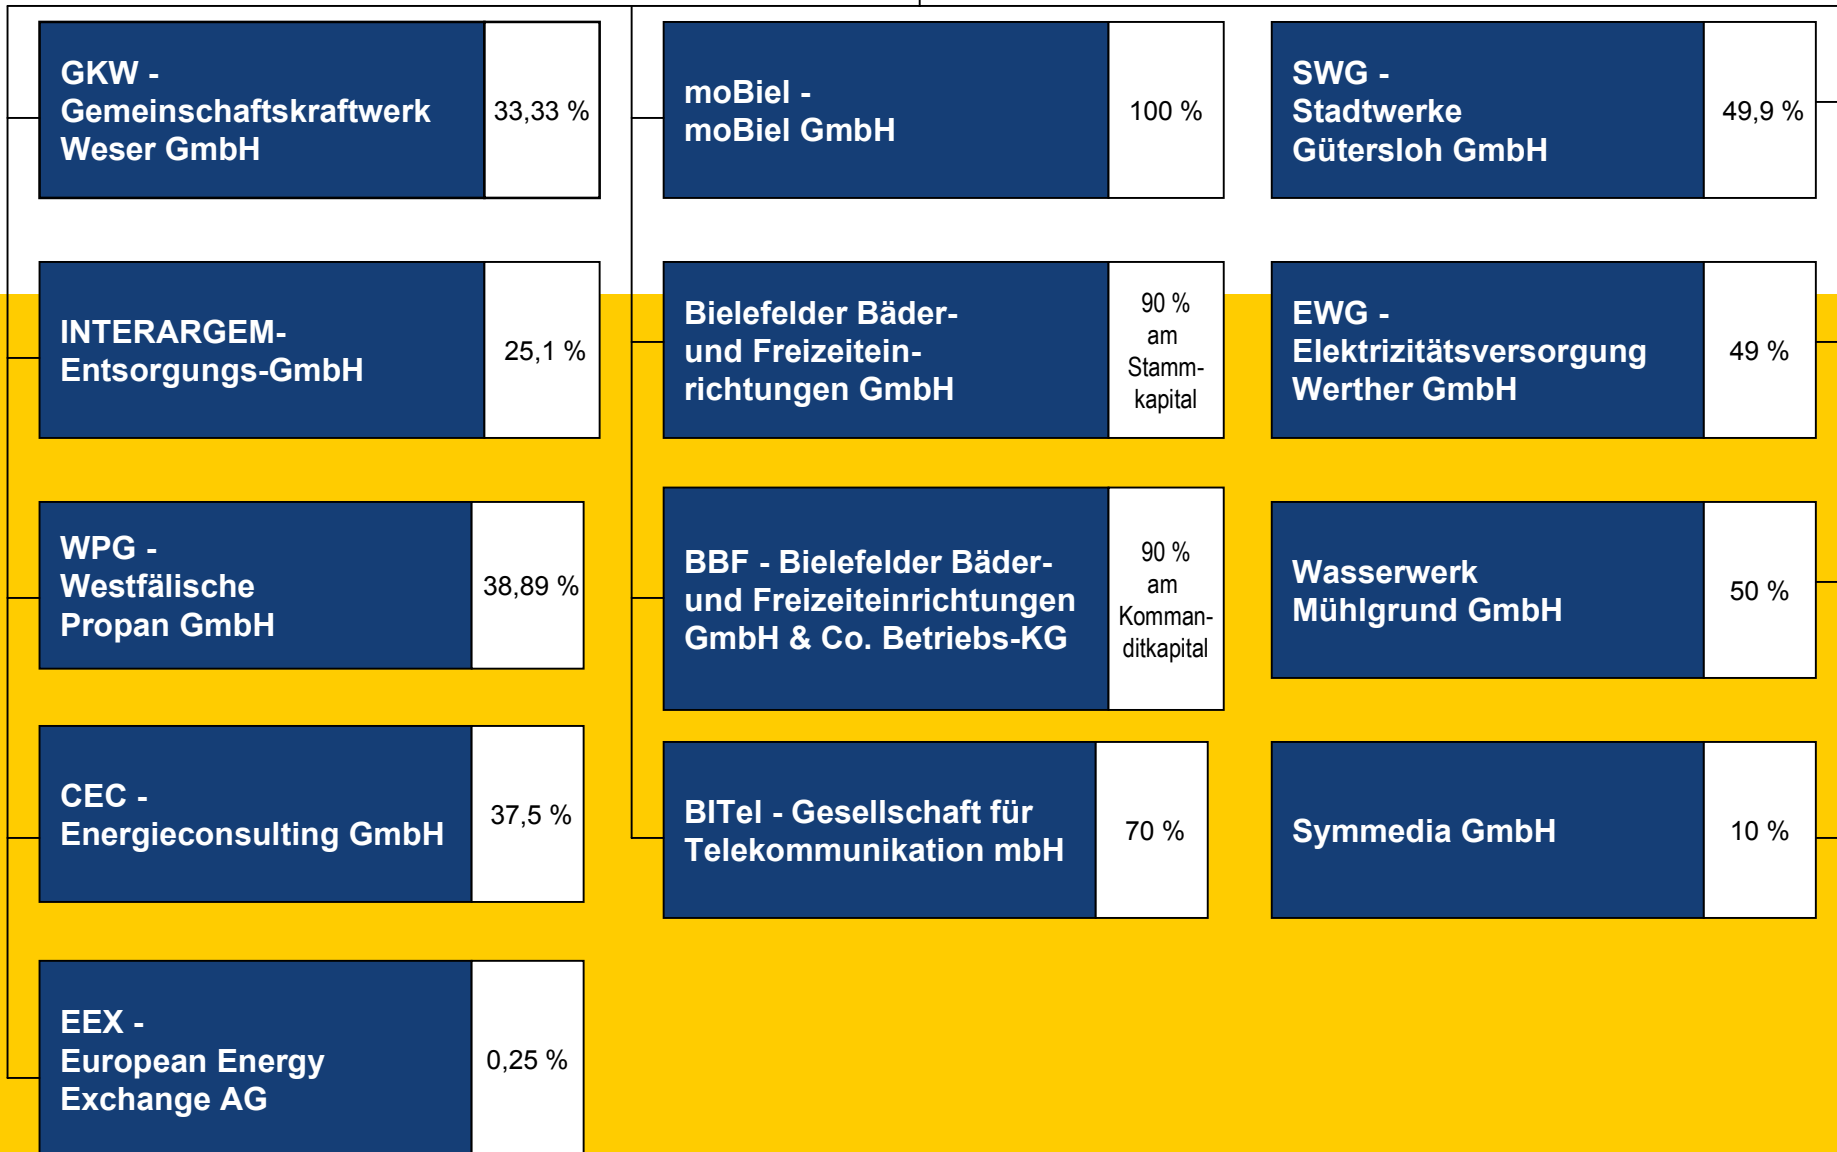 GKW -
Gemeinschaftskraftwerk
Weser GmbH
33,33 %
INTERARGEM-
Entsorgungs-GmbH
25,1 %
WPG -
Westfälische
Propan GmbH
38,89 %
CEC -
Energieconsulting GmbH
37,5 %
EEX -
European Energy
Exchange AG
0,25 %
moBiel -
moBiel GmbH
100 %
Bielefelder Bäder-
und Freizeitein-
richtungen GmbH
90 %
am
Stamm-
kapital
BBF - Bielefelder Bäder-
und Freizeiteinrichtungen
GmbH & Co. Betriebs-KG
90 %
am
Komman-
ditkapital
BITel - Gesellschaft für
Telekommunikation mbH
70 %
SWG -
Stadtwerke
Gütersloh GmbH
49,9 %
EWG -
Elektrizitätsversorgung
Werther GmbH
49 %
Wasserwerk
Mühlgrund GmbH
50 %
Symmedia GmbH
10 %